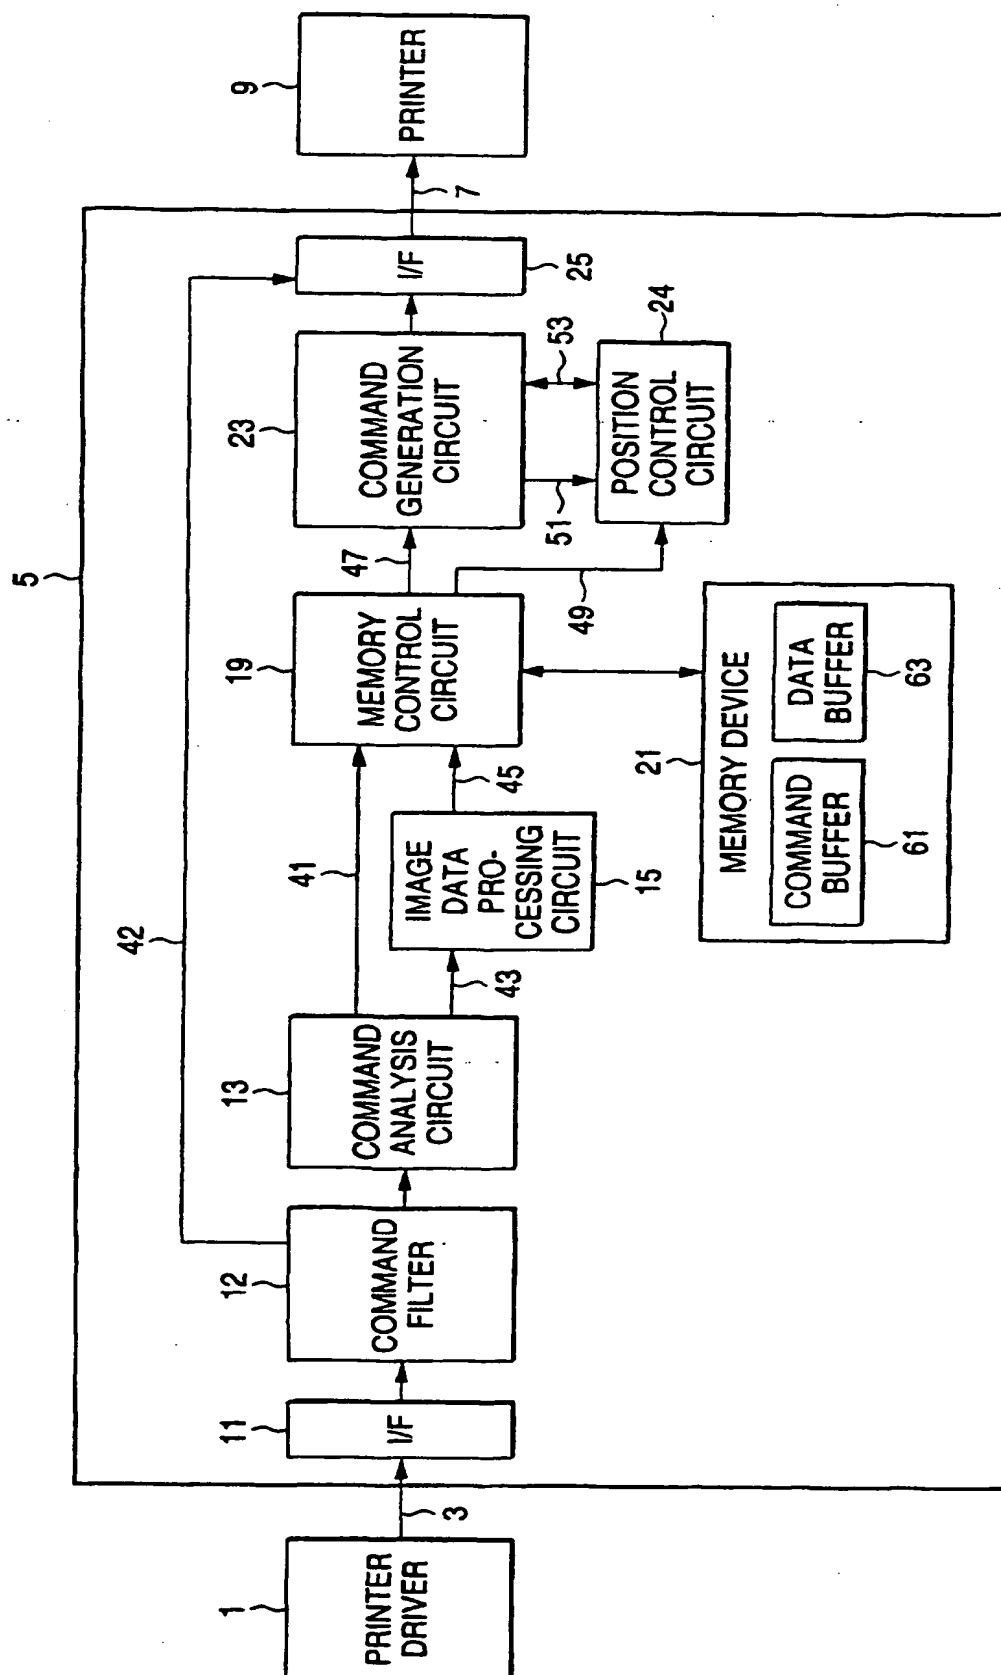 5
42
1
PRINTER
DRIVER
3
11
I/F
12
COMMAND
FILTER
13
COMMAND
ANALYSIS
CIRCUIT
41
43
IMAGE
DATA
PRO-
CESSING
CIRCUIT
15
45
19
MEMORY
CONTROL
CIRCUIT
47
49
23
COMMAND
GENERATION
CIRCUIT
51
53
I/F
25
7
9
PRINTER
24
POSITION
CONTROL
CIRCUIT
21
MEMORY DEVICE
COMMAND
BUFFER
61
DATA
BUFFER
63